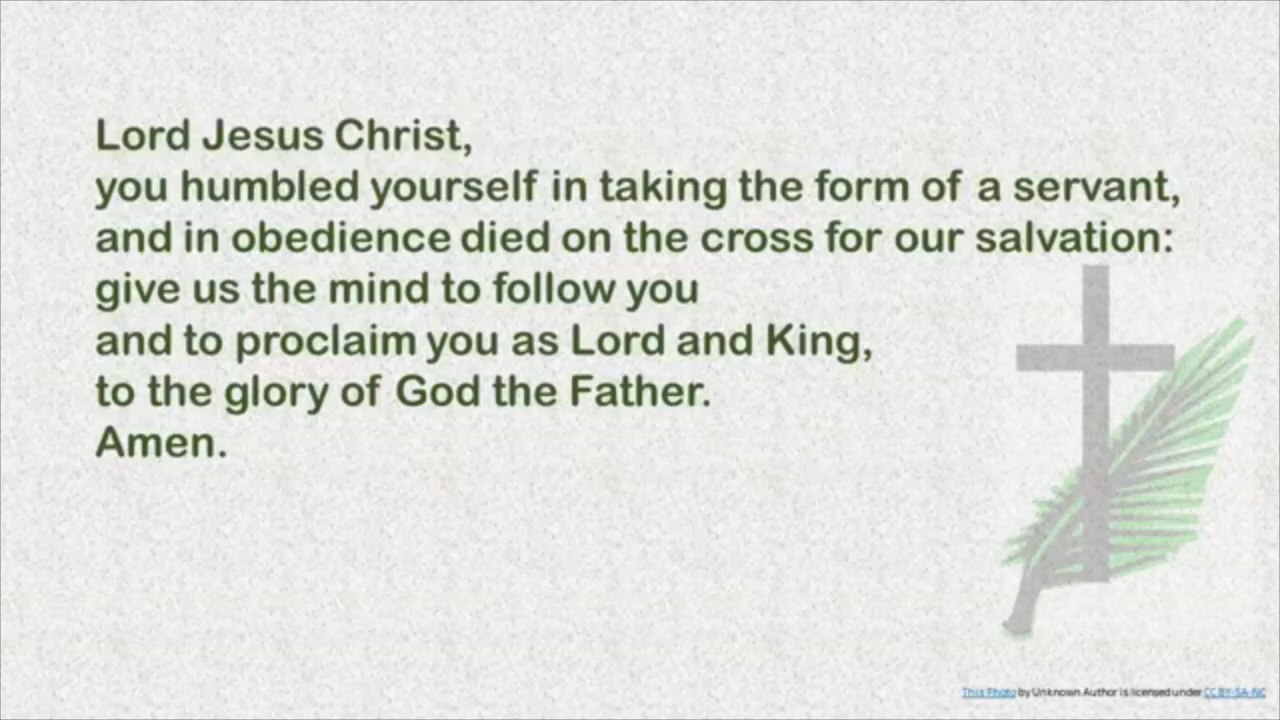 Lord Jesus Christ,
you humbled yourself in taking the form of a servant,
and in obedience died on the cross for our salvation:
give us the mind to follow you
and to proclaim you as Lord and King,
to the glory of God the Father.
Amen.
This Photo by Unknown Author is licensed under CC BY-SA-NC